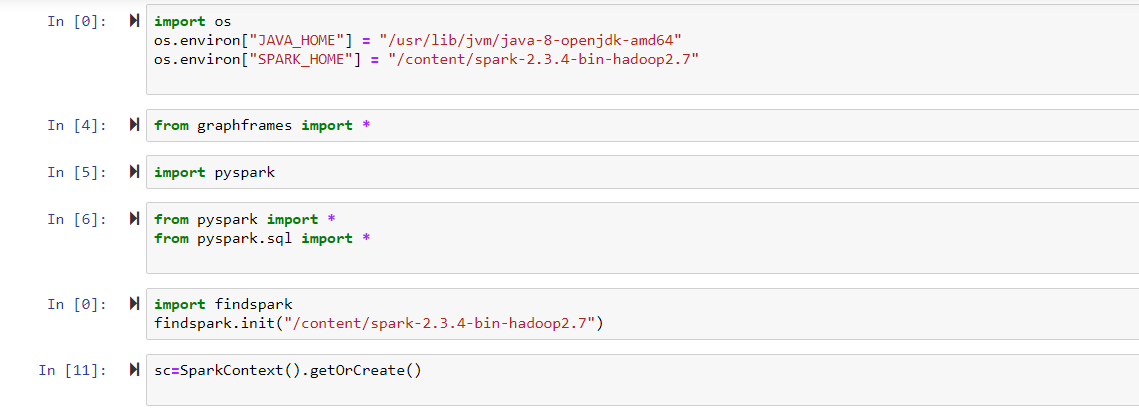 In [0]: import os
os.environ["JAVA_HOME"] = "/usr/lib/jvm/java-8-openjdk-amd64"
os.environ["SPARK_HOME"] = "/content/spark-2.3.4-bin-hadoop2.7"
In [4]: from graphframes import *
In [5]: import pyspark
In [6]: from pyspark import *
from pyspark.sql import *
In [0]: import findspark
findspark.init("/content/spark-2.3.4-bin-hadoop2.7")
In [11]: sc=SparkContext().getOrCreate()